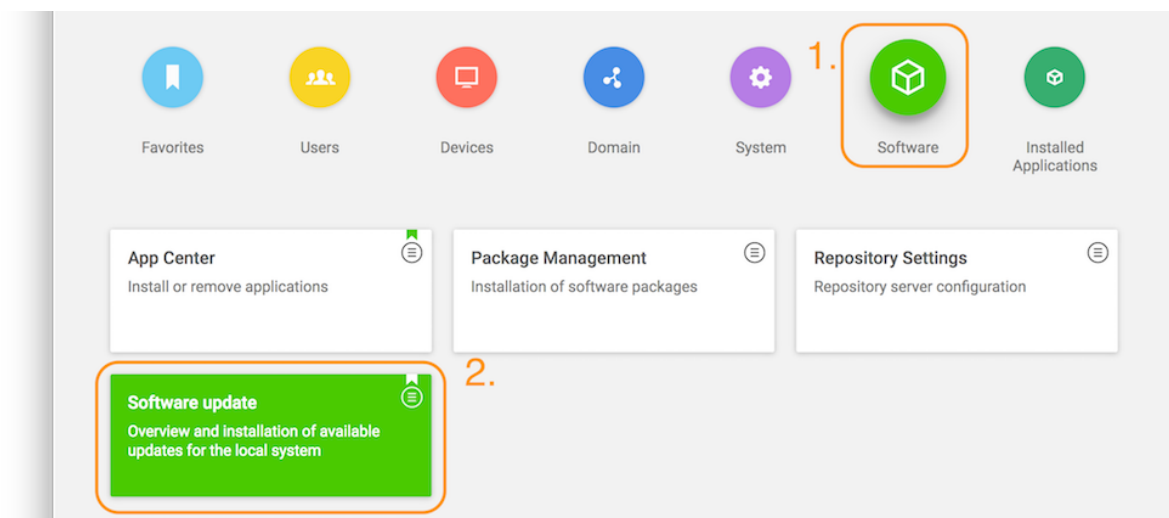 1.
Favorites
Users
Devices
Domain
System
Software
Installed
Applications
App Center
Install or remove applications
Package Management
Installation of software packages
Repository Settings
Repository server configuration
2.
Software update
Overview and installation of available
updates for the local system